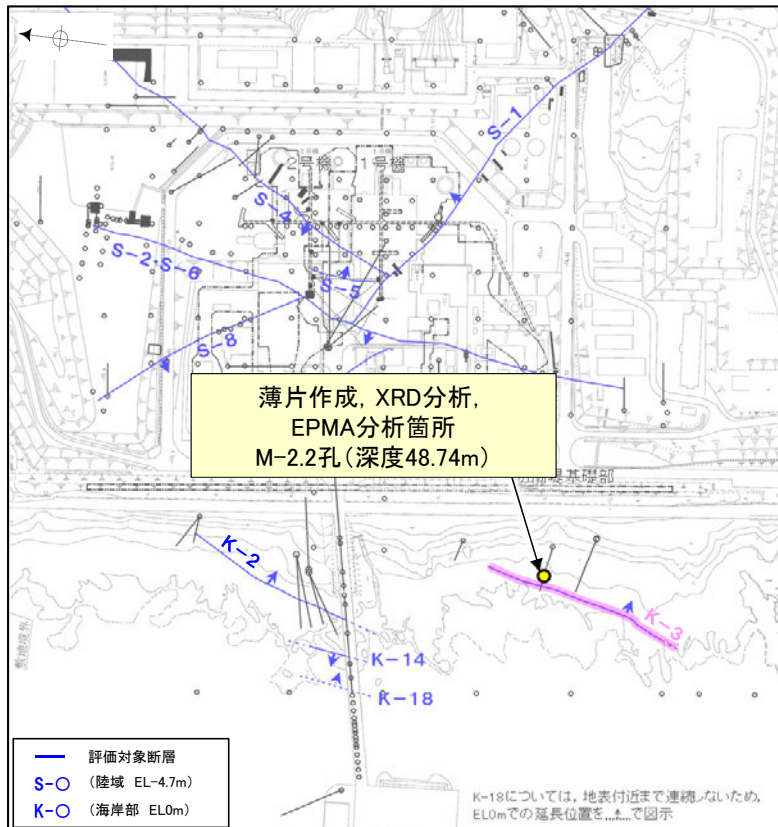 S-1
2号機
1号機
S-4
S-2・S-6
S-5
S-8
薄片作成, XRD分析,
EPMA分析箇所
M-2.2孔(深度48.74m)
基礎部
K-2
K-3
K-14
K-18
敷地境界
評価対象断層
S-○ (陸域 EL-4.7m)
K-○ (海岸部 EL0m)
K-18については, 地表付近まで連続しないため,
EL0mでの延長位置を で図示